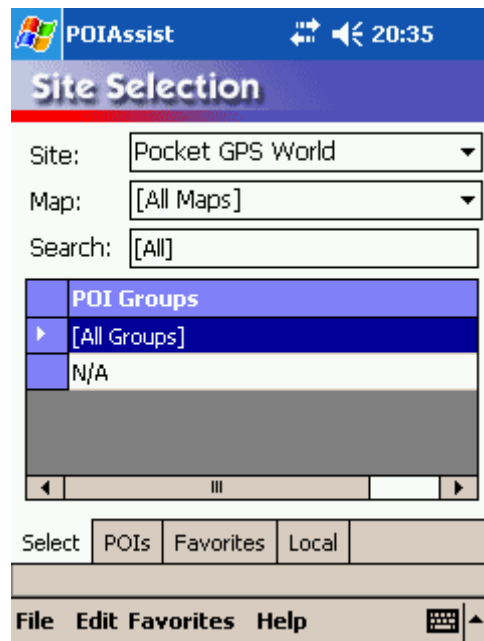 POIAssist 20:35
Site Selection
Site: Pocket GPS World
Map: [All Maps]
Search: [All]
POI Groups
[All Groups]
N/A
Select POIs Favorites Local
File Edit Favorites Help